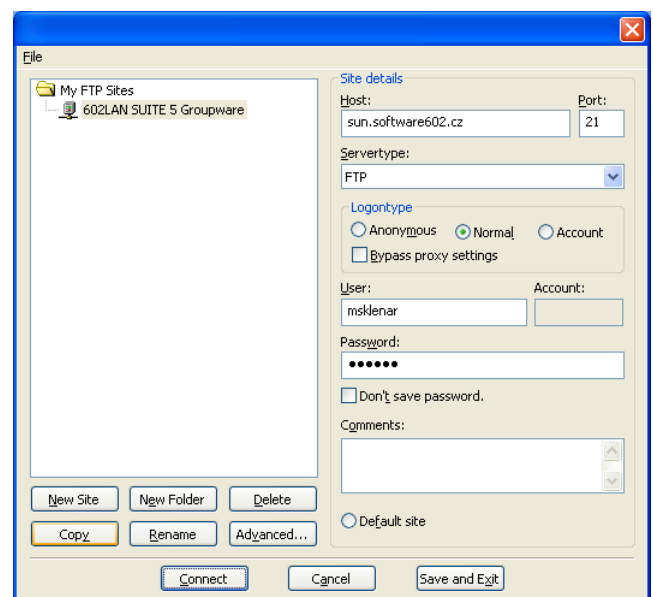 File
My FTP Sites
602LAN SUITE 5 Groupware
New Site New Folder Delete
Copy Rename Advanced...
Site details
Host: Port:
sun.software602.cz 21
Servertype:
FTP
Logontype
Anonymous Normal Account
Bypass proxy settings
User: Account:
msklenar
Password:
••••••
Don't save password.
Comments:
Default site
Connect Cancel Save and Exit